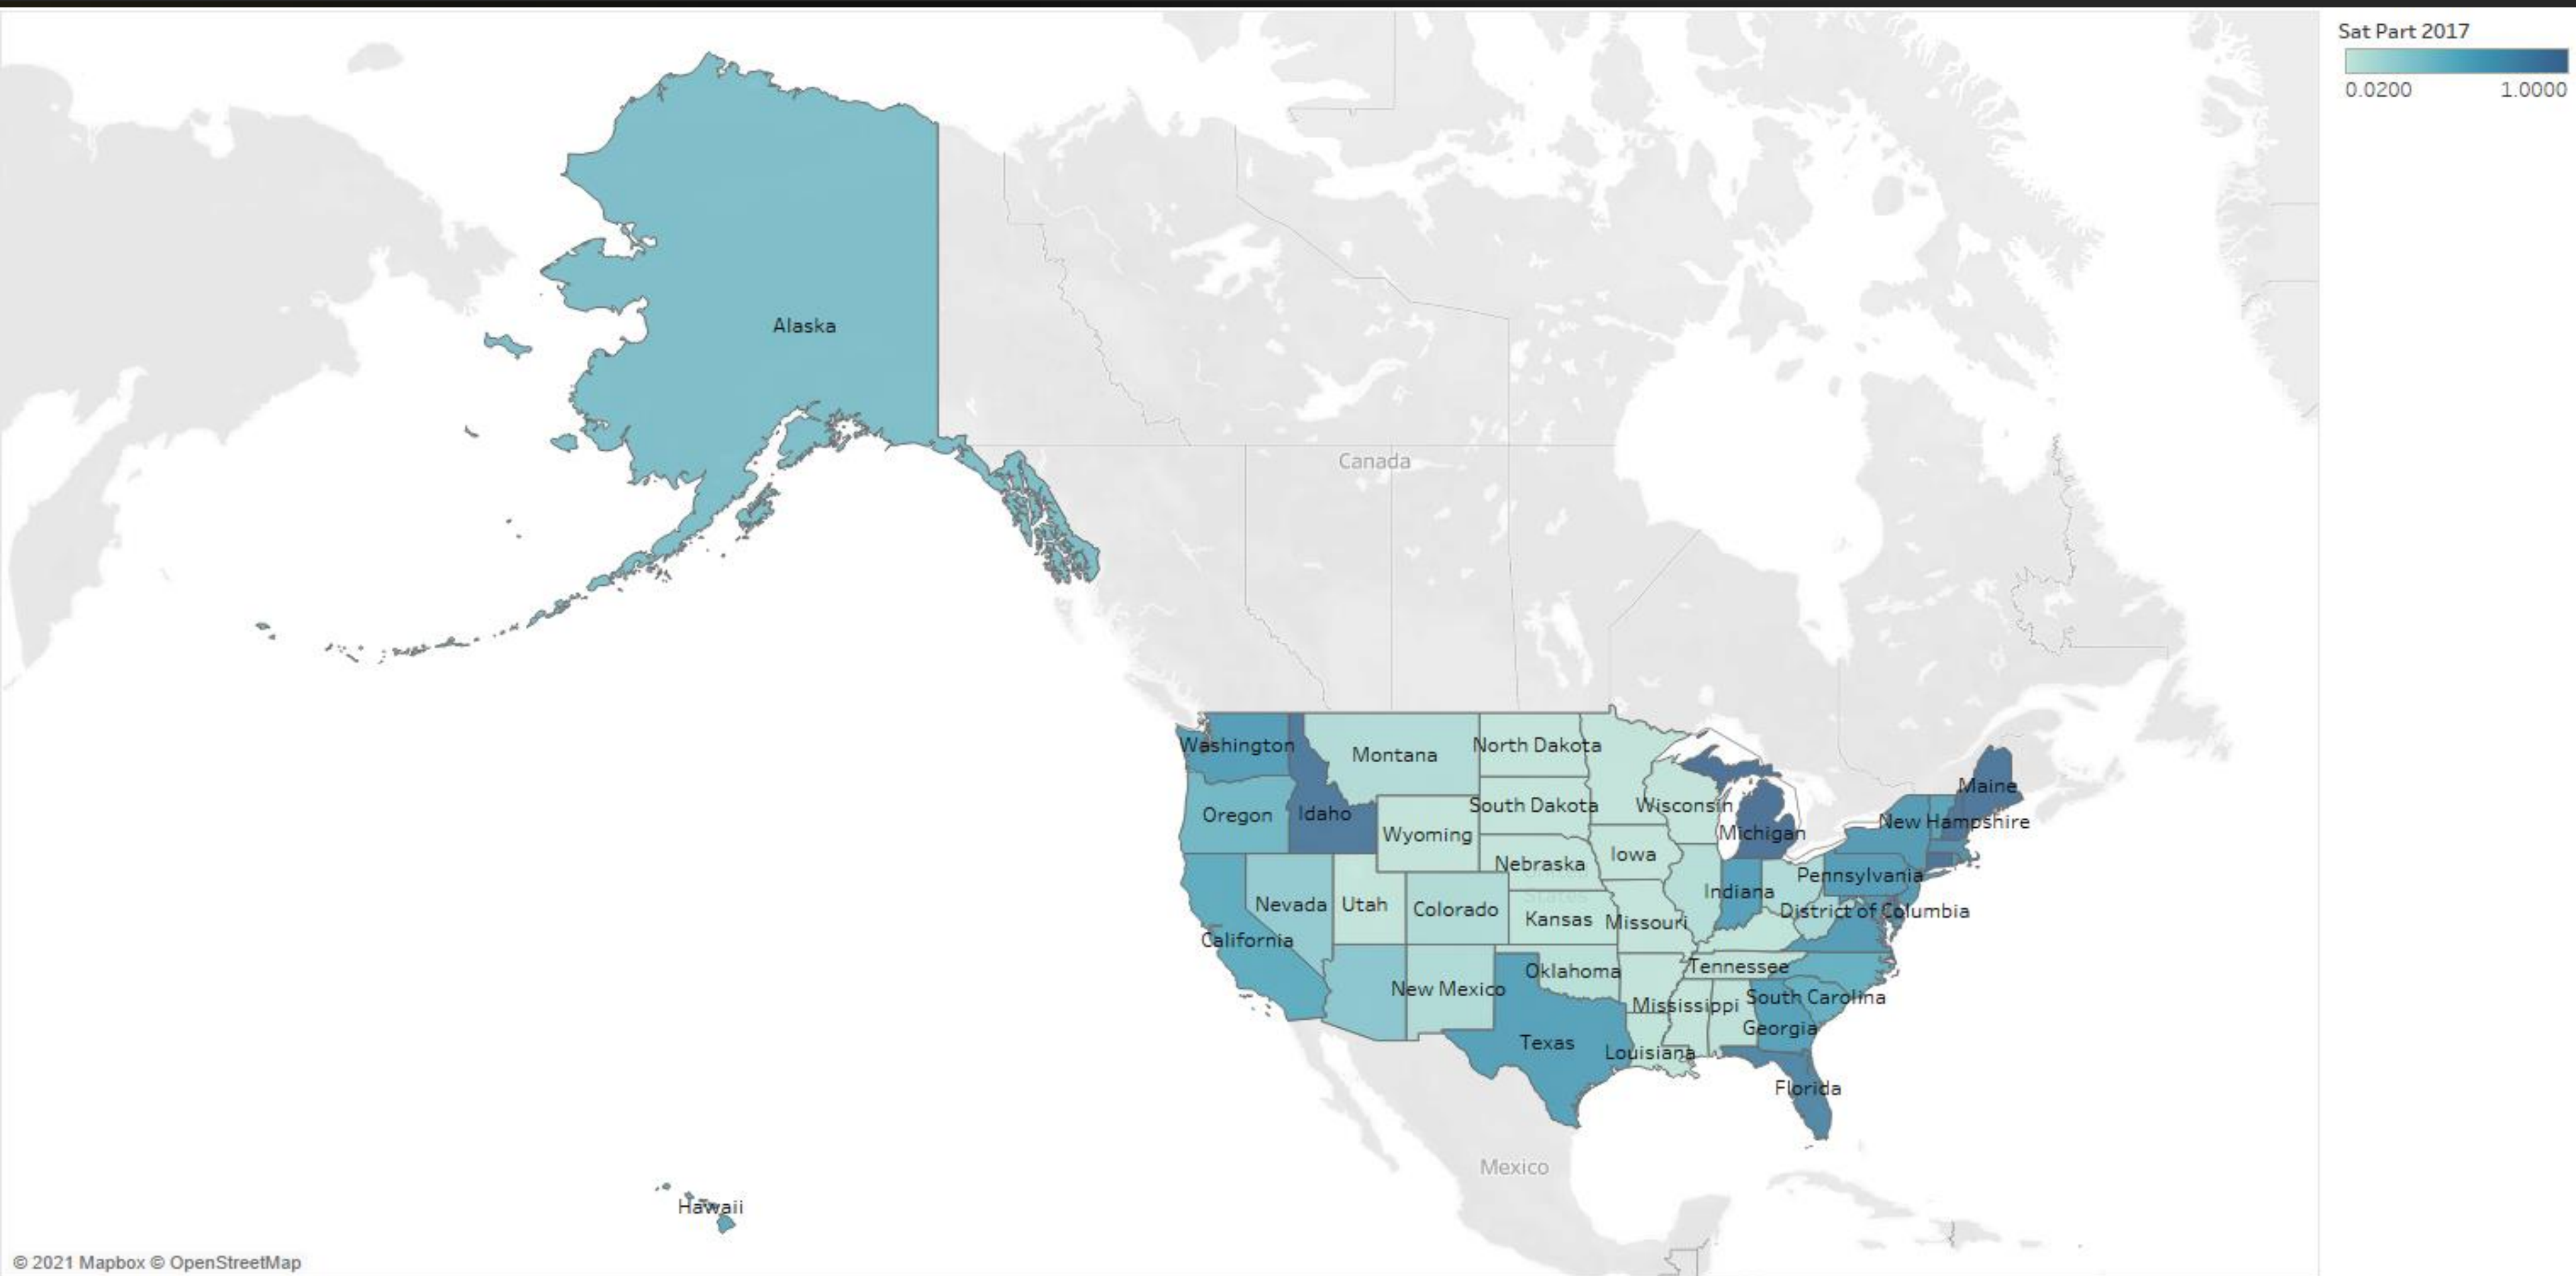 Sat Part 2017
0.0200 1.0000
Alaska
Canada
Washington
Montana
North Dakota
Maine
Oregon
Idaho
South Dakota
Wisconsin
New Hampshire
Wyoming
Michigan
Nebraska
Iowa
Pennsylvania
Indiana
States
Nevada
Utah
Colorado
Kansas
Missouri
District of Columbia
California
Oklahoma
Tennessee
New Mexico
Mississippi
South Carolina
Georgia
Texas
Louisiana
Florida
Mexico
Hawaii
© 2021 Mapbox © OpenStreetMap